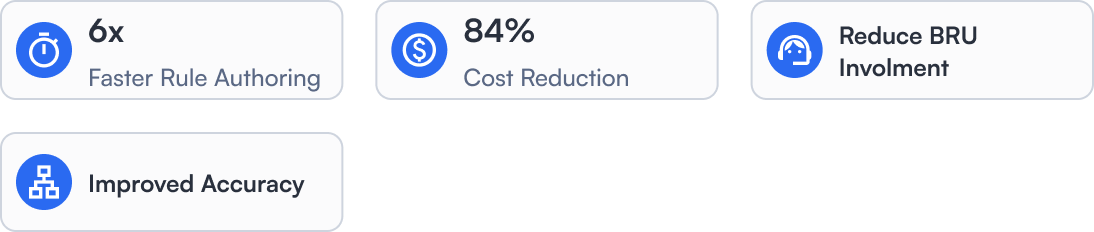 6x
Faster Rule Authoring
84%
Cost Reduction
Reduce BRU
Involment
Improved Accuracy